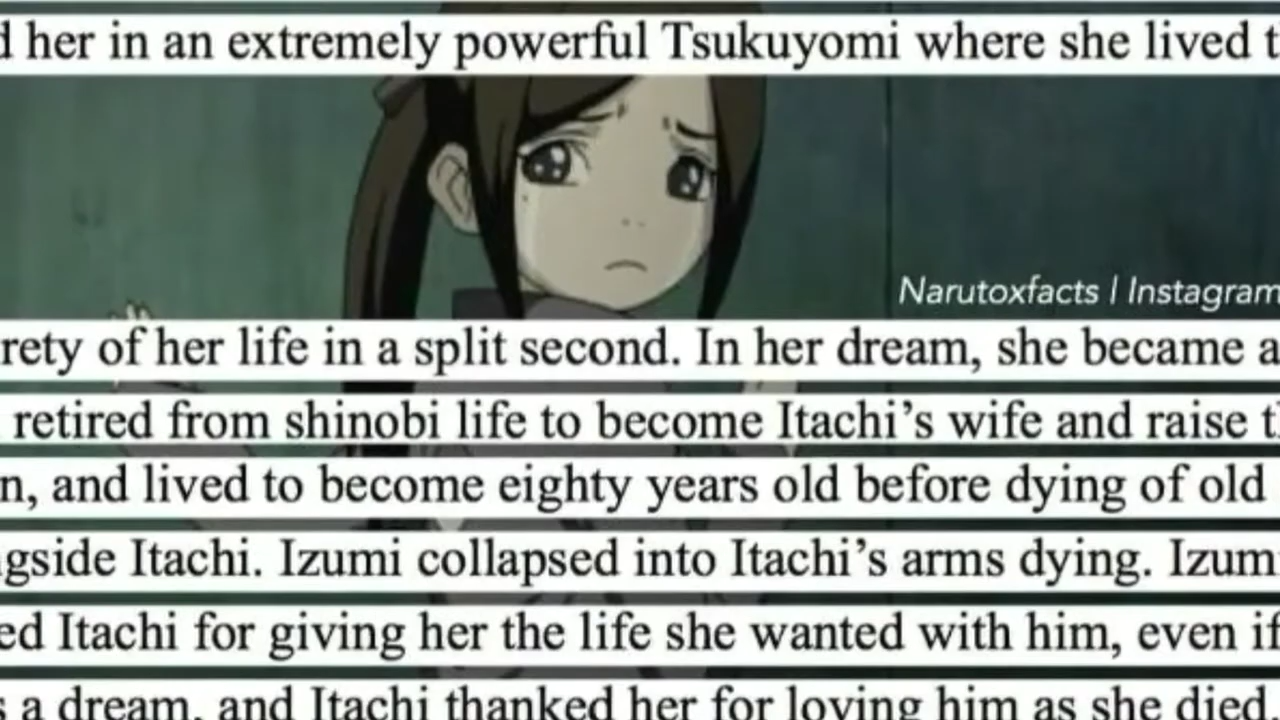 d her in an extremely powerful Tsukuyomi where she lived t
Narutoxfacts | Instagram
rety of her life in a split second. In her dream, she became a
retired from shinobi life to become Itachi's wife and raise t
n, and lived to become eighty years old before dying of old
gside Itachi. Izumi collapsed into Itachi's arms dying. Izum
ed Itachi for giving her the life she wanted with him, even if
s a dream, and Itachi thanked her for loving him as she died.